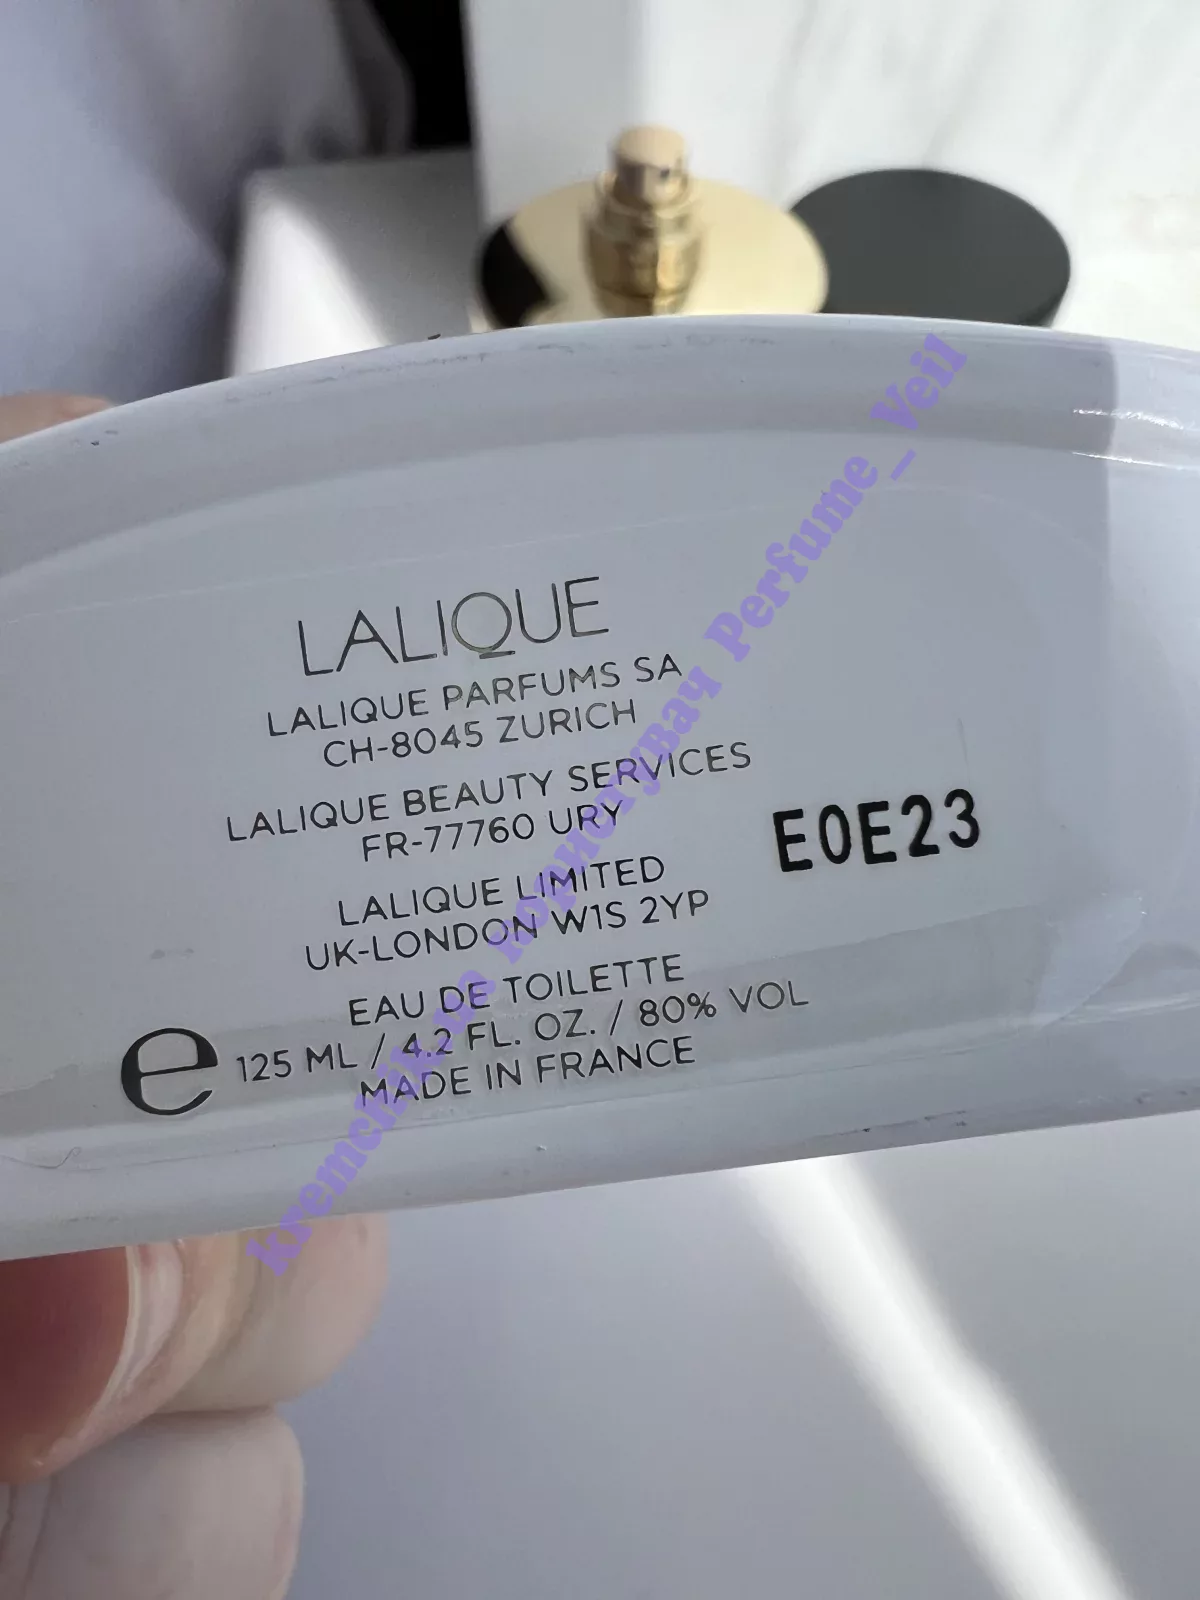 LALIQUE
LALIQUE PARFUMS SA
CH-8045 ZURICH
LALIQUE BEAUTY SERVICES
FR-77760 URY
LALIQUE LIMITED
UK-LONDON W1S 2YP
EAU DE TOILETTE
e 125 ML / 4.2 FL. OZ. / 80% VOL
MADE IN FRANCE
E0E23
користувач Perfume_Veil